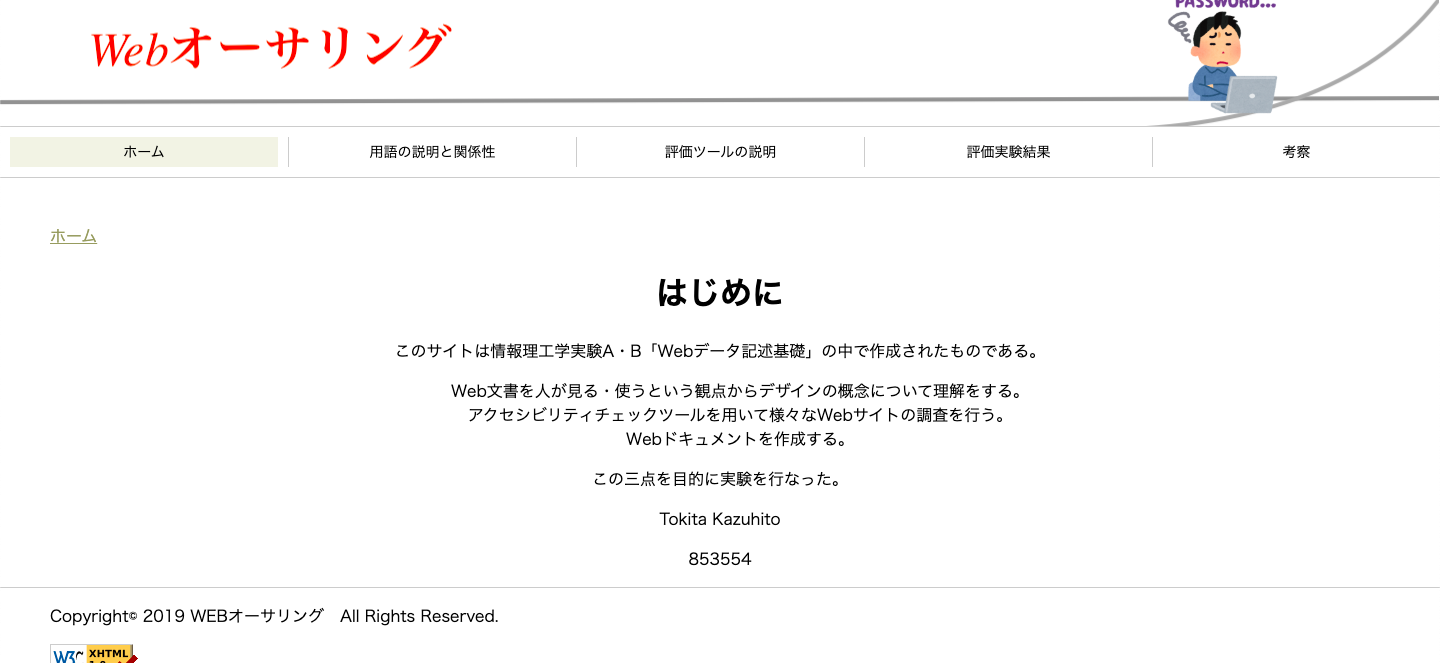 PASSWORD...
Webオーサリング
ホーム
用語の説明と関係性
評価ツールの説明
評価実験結果
考察
ホーム
はじめに
このサイトは情報理工学実験A・B「Webデータ記述基礎」の中で作成されたものである。
Web文書を人が見る・使うという観点からデザインの概念について理解をする。
アクセシビリティチェックツールを用いて様々なWebサイトの調査を行う。
Webドキュメントを作成する。
この三点を目的に実験を行なった。
Tokita Kazuhito
853554
Copyright© 2019 WEBオーサリング　All Rights Reserved.
W3C XHTML